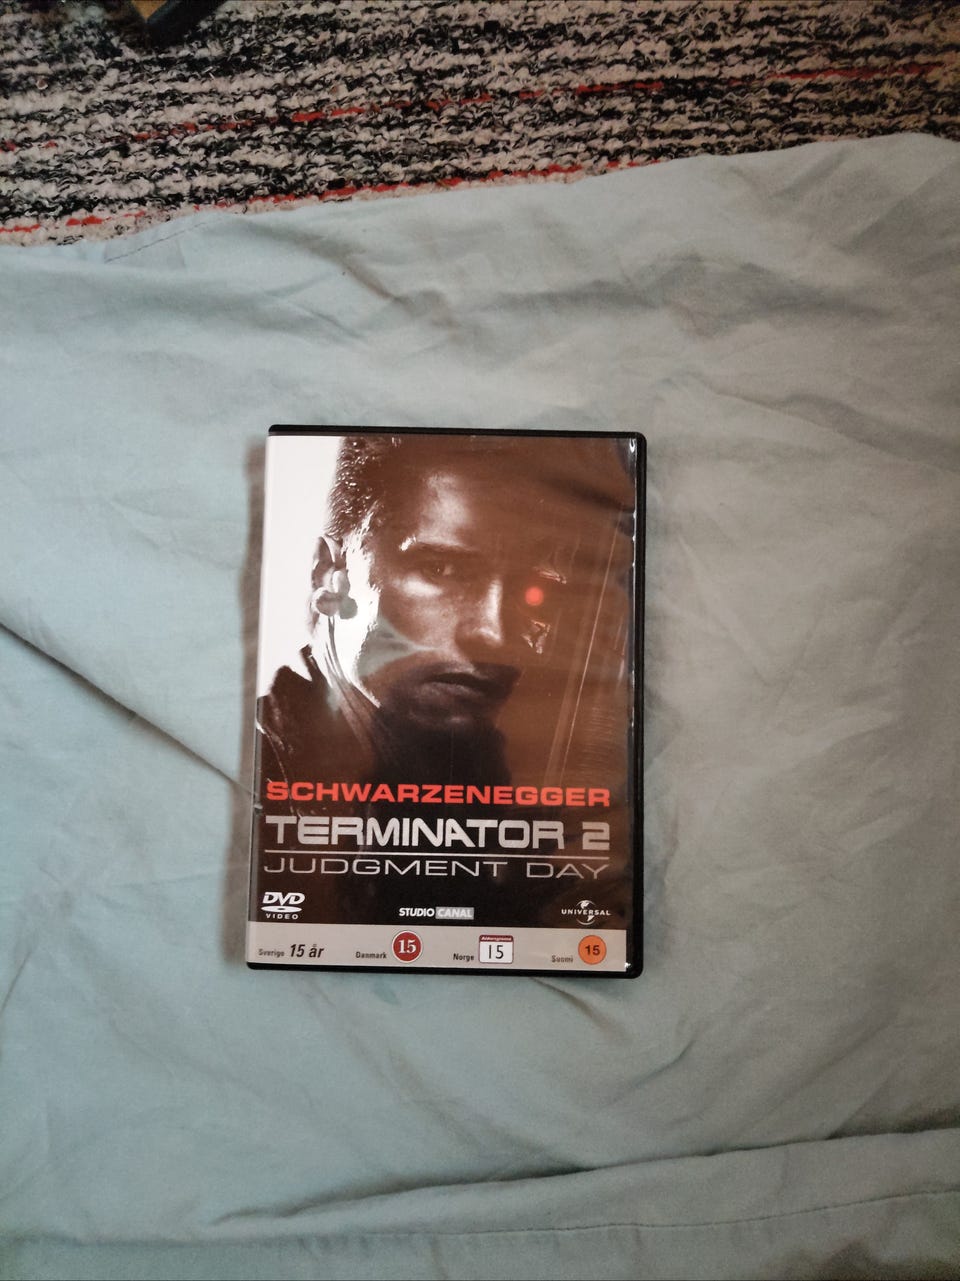 SCHWARZENEGGER
TERMINATOR 2
JUDGMENT DAY
DVD
VIDEO
STUDIO CANAL
UNIVERSAL
Sverige 15 år
Danmark 15
Norge Aldersgrense 15
Suomi 15